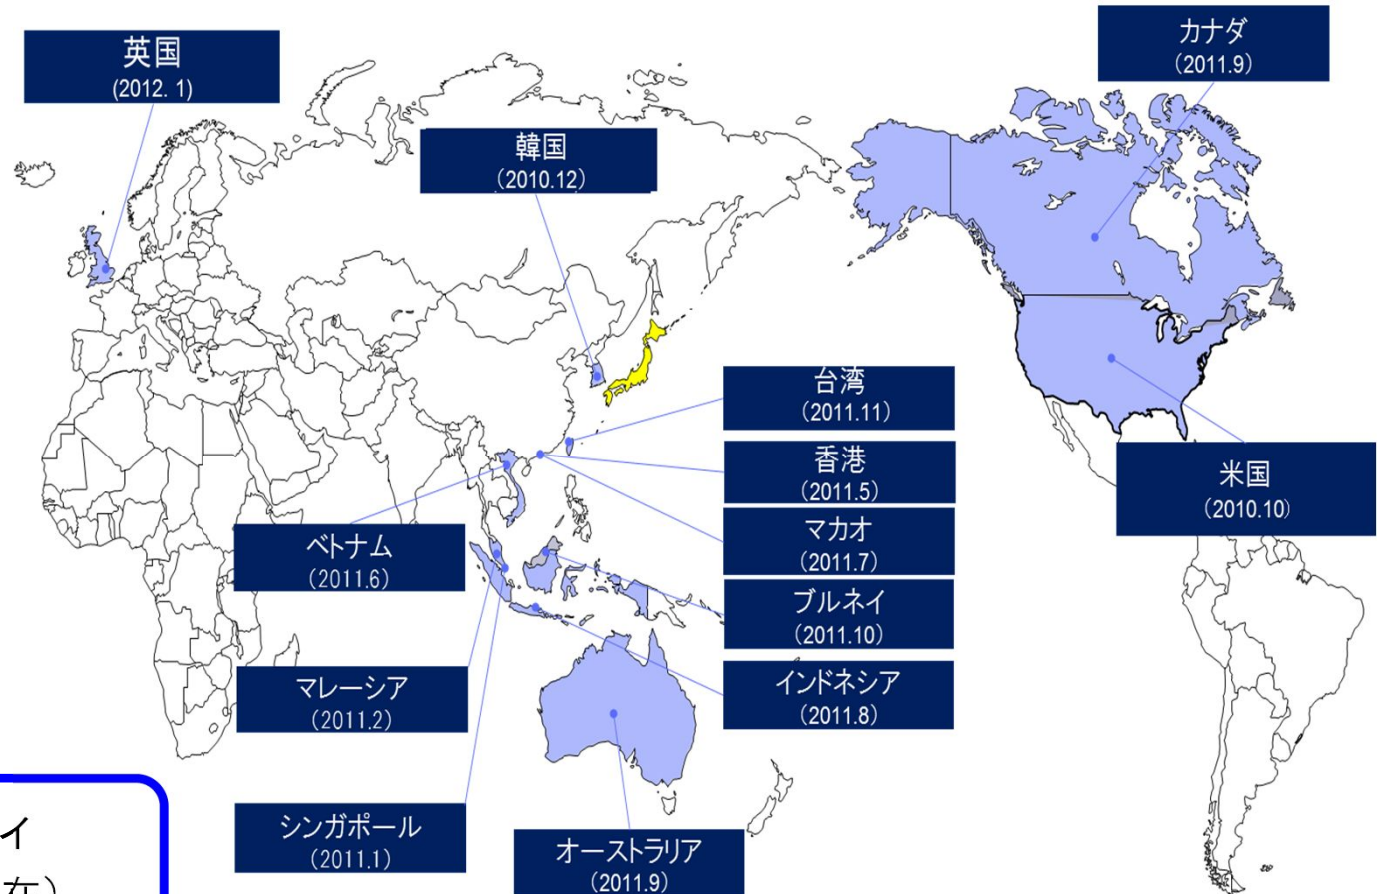 英国
(2012. 1)
カナダ
(2011.9)
韓国
(2010.12)
台湾
(2011.11)
香港
(2011.5)
マカオ
(2011.7)
ブルネイ
(2011.10)
インドネシア
(2011.8)
米国
(2010.10)
ベトナム
(2011.6)
マレーシア
(2011.2)
シンガポール
(2011.1)
オーストラリア
(2011.9)
イ
在)